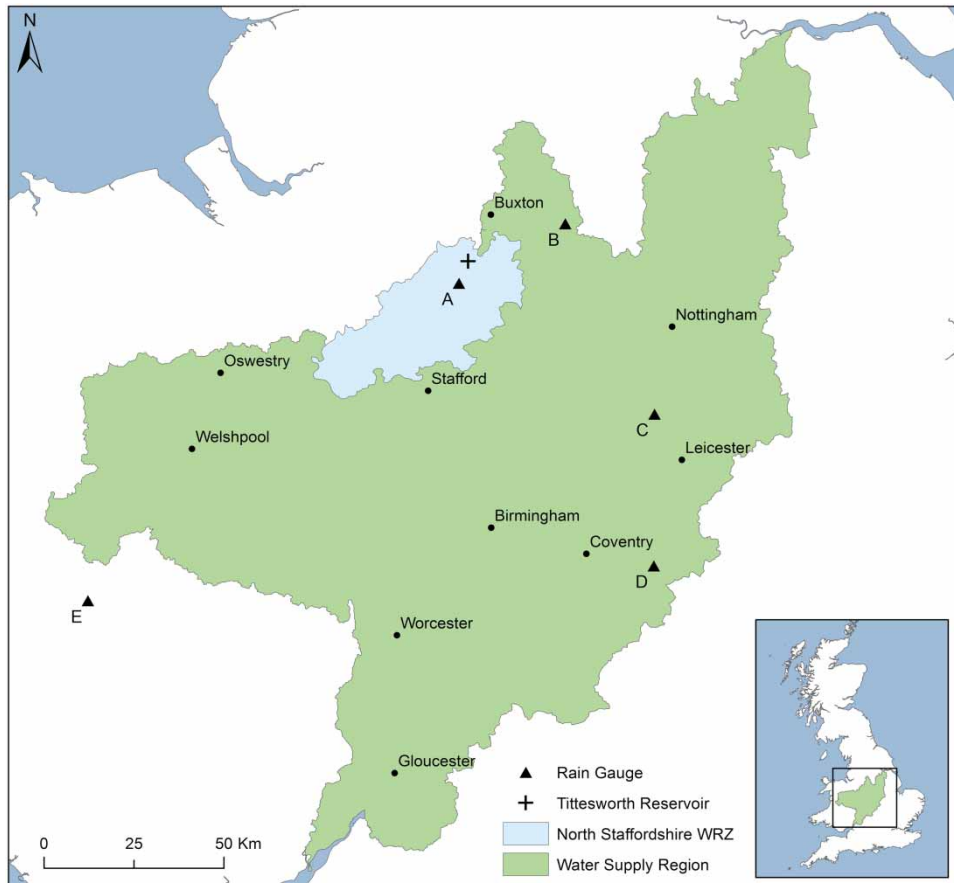 N
Buxton
B
A
Nottingham
Oswestry
Stafford
C
Welshpool
Leicester
Birmingham
Coventry
D
E
Worcester
Gloucester
Rain Gauge
Tittesworth Reservoir
North Staffordshire WRZ
Water Supply Region
0 25 50 Km